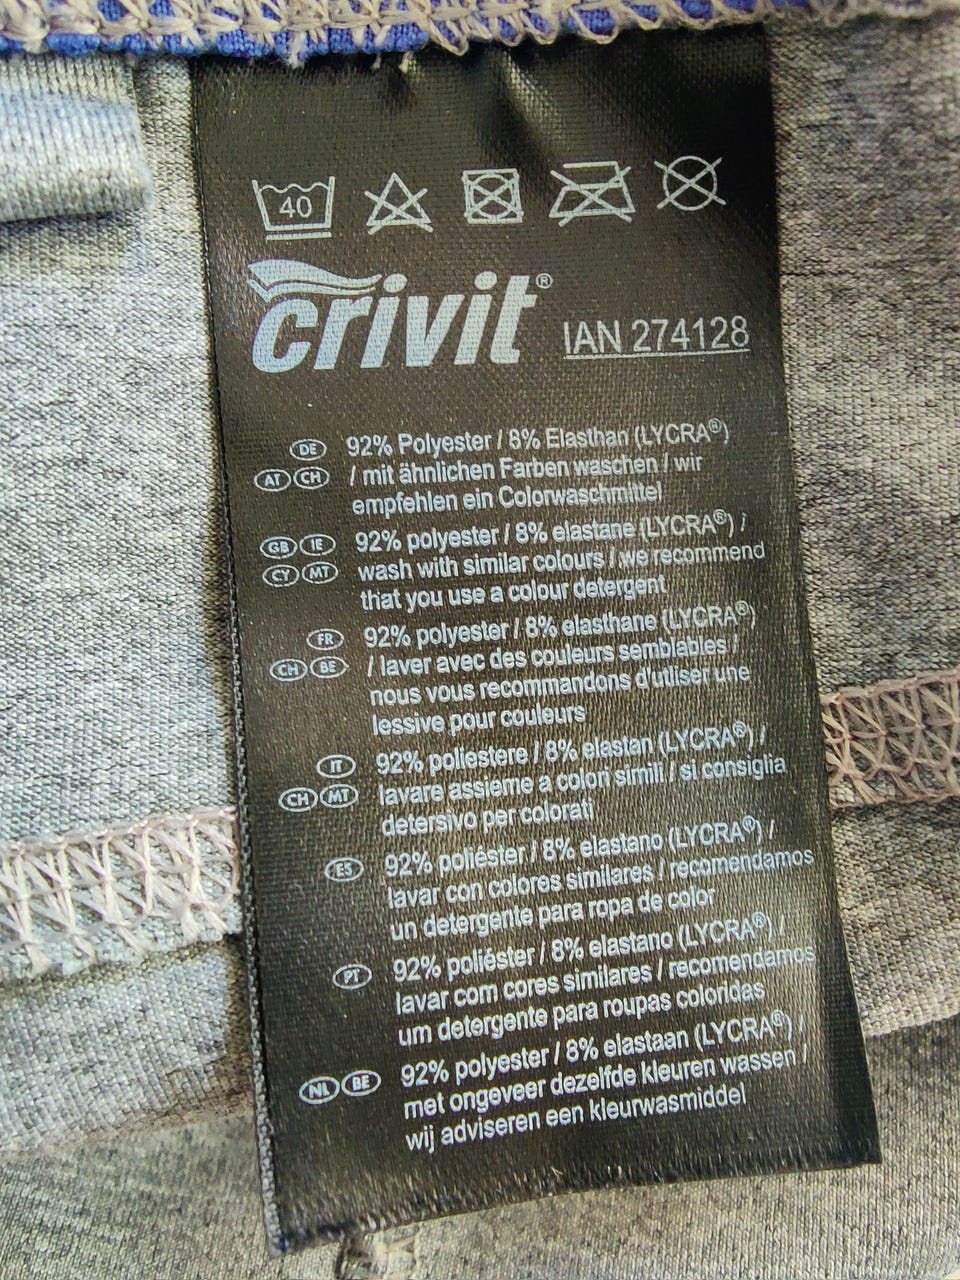 40
crivit® IAN 274128
DE 92% Polyester / 8% Elasthan (LYCRA®)
AT CH / mit ähnlichen Farben waschen / wir
empfehlen ein Colorwaschmittel
GB IE 92% polyester / 8% elastane (LYCRA®) /
CY MT wash with similar colours / we recommend
that you use a colour detergent
FR 92% polyester / 8% elasthane (LYCRA®)
CH BE / laver avec des couleurs semblables /
nous vous recommandons d'utliser une
lessive pour couleurs
IT 92% poliestere / 8% elastan (LYCRA®) /
CH MT lavare assieme a colori simili / si consiglia
detersivo per colorati
ES 92% poliéster / 8% elastano (LYCRA®) /
lavar con colores similares / recomendamos
un detergente para ropa de color
PT 92% poliéster / 8% elastano (LYCRA®) /
lavar com cores similares / recomendamos
um detergente para roupas coloridas
NL BE 92% polyester / 8% elastaan (LYCRA®) /
met ongeveer dezelfde kleuren wassen /
wij adviseren een kleurwasmiddel